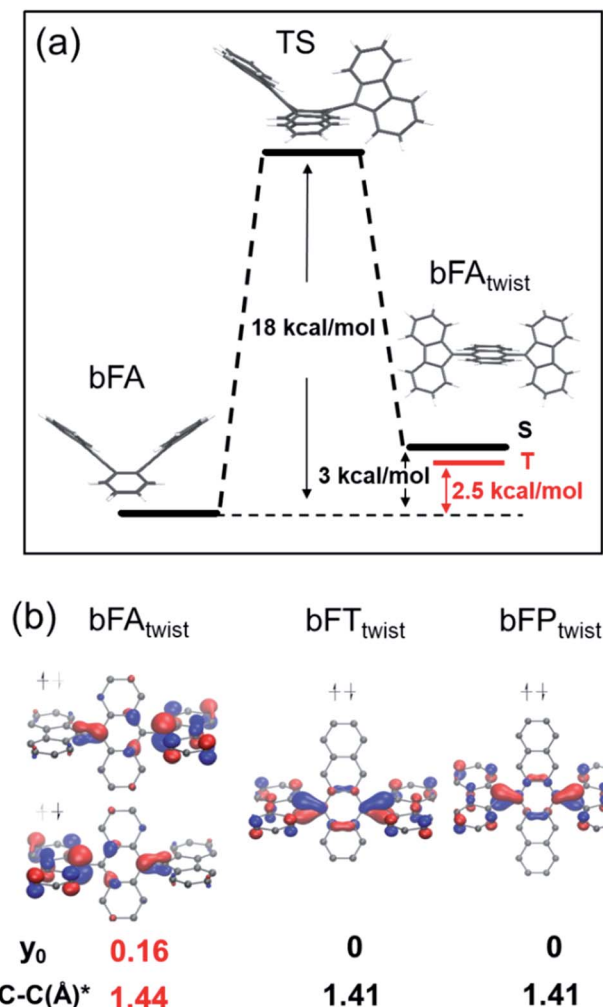 (a)
TS
bFAtwist
18 kcal/mol
bFA
S
T
3 kcal/mol
2.5 kcal/mol
(b)
bFAtwist bFTtwist bFPtwist
y₀ 0.16 0 0
C-C(Å)* 1.44 1.41 1.41